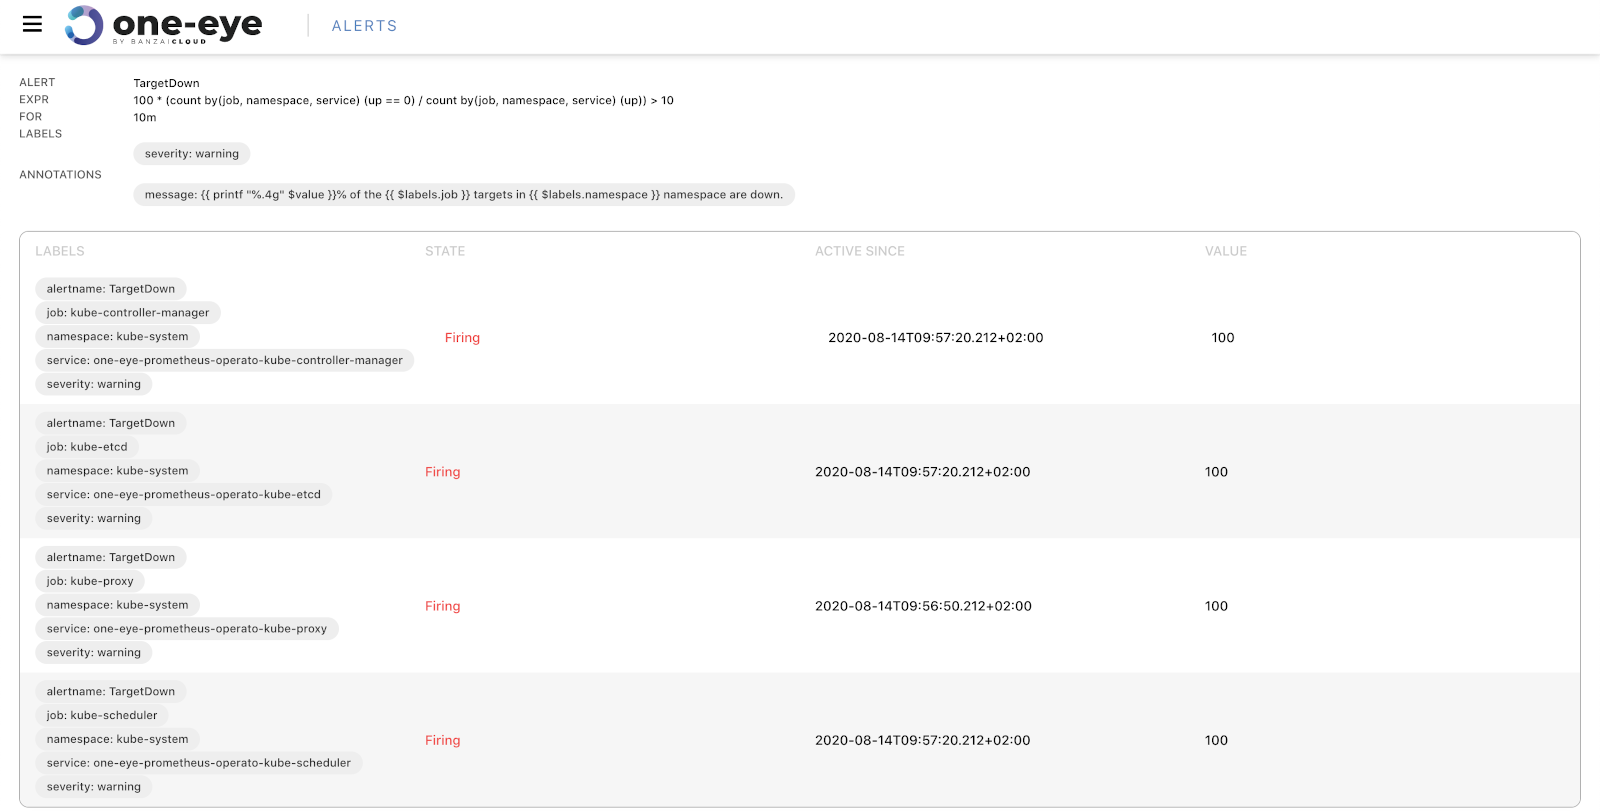 one-eye
BY BANZAICLOUD
ALERTS
ALERT TargetDown
EXPR 100 * (count by(job, namespace, service) (up == 0) / count by(job, namespace, service) (up)) > 10
FOR 10m
LABELS
severity: warning
ANNOTATIONS
message: {{ printf "%.4g" $value }}% of the {{ $labels.job }} targets in {{ $labels.namespace }} namespace are down.
LABELS STATE ACTIVE SINCE VALUE
alertname: TargetDown
job: kube-controller-manager
namespace: kube-system
service: one-eye-prometheus-operato-kube-controller-manager
severity: warning
Firing 2020-08-14T09:57:20.212+02:00 100
alertname: TargetDown
job: kube-etcd
namespace: kube-system
service: one-eye-prometheus-operato-kube-etcd
severity: warning
Firing 2020-08-14T09:57:20.212+02:00 100
alertname: TargetDown
job: kube-proxy
namespace: kube-system
service: one-eye-prometheus-operato-kube-proxy
severity: warning
Firing 2020-08-14T09:56:50.212+02:00 100
alertname: TargetDown
job: kube-scheduler
namespace: kube-system
service: one-eye-prometheus-operato-kube-scheduler
severity: warning
Firing 2020-08-14T09:57:20.212+02:00 100